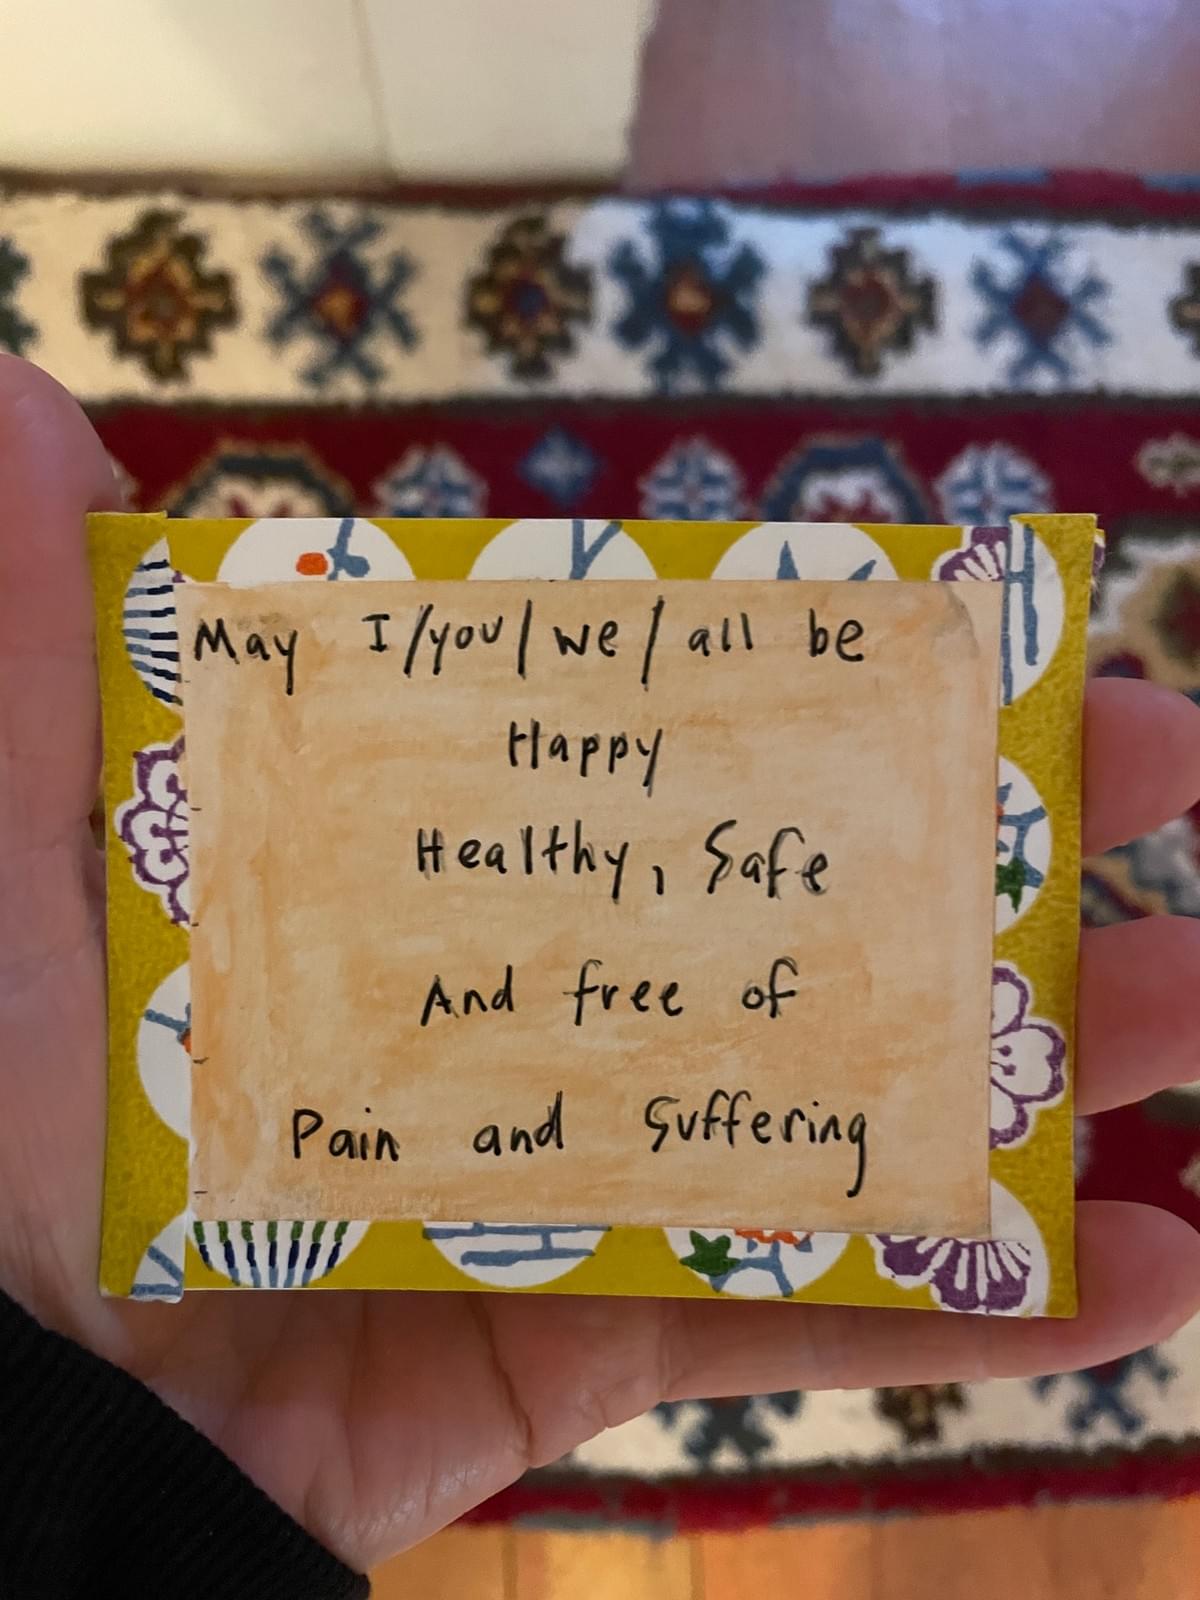 May I/you/we/all be
Happy
Healthy, Safe
And free of
Pain and Suffering